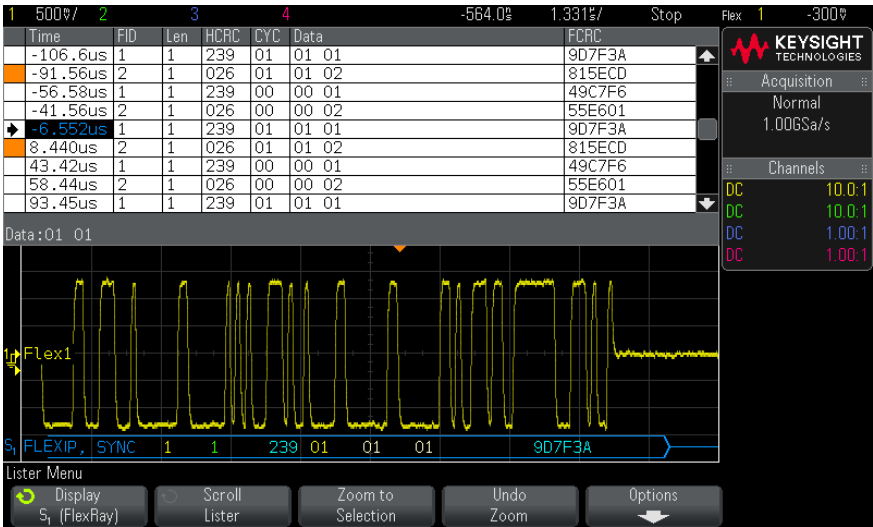 1 500mV/ 2 3 4 -564.0ns 1.331us/ Stop Flex 1 -300mV
Time FID Len HCRC CYC Data FCRC
-106.6us 1 1 239 01 01 01 9D7F3A
-91.56us 2 1 026 01 01 02 815ECD
-56.58us 1 1 239 00 00 01 49C7F6
-41.56us 2 1 026 00 00 02 55E601
-6.552us 1 1 239 01 01 01 9D7F3A
8.440us 2 1 026 01 01 02 815ECD
43.42us 1 1 239 00 00 01 49C7F6
58.44us 2 1 026 00 00 02 55E601
93.45us 1 1 239 01 01 01 9D7F3A
Data:01 01
KEYSIGHT
TECHNOLOGIES
Acquisition
Normal
1.00GSa/s
Channels
DC 10.0:1
DC 10.0:1
DC 1.00:1
DC 1.00:1
1 Flex1
S1 FLEXIP, SYNC 1 1 239 01 01 01 9D7F3A
Lister Menu
Display
S1 (FlexRay)
Scroll
Lister
Zoom to
Selection
Undo
Zoom
Options